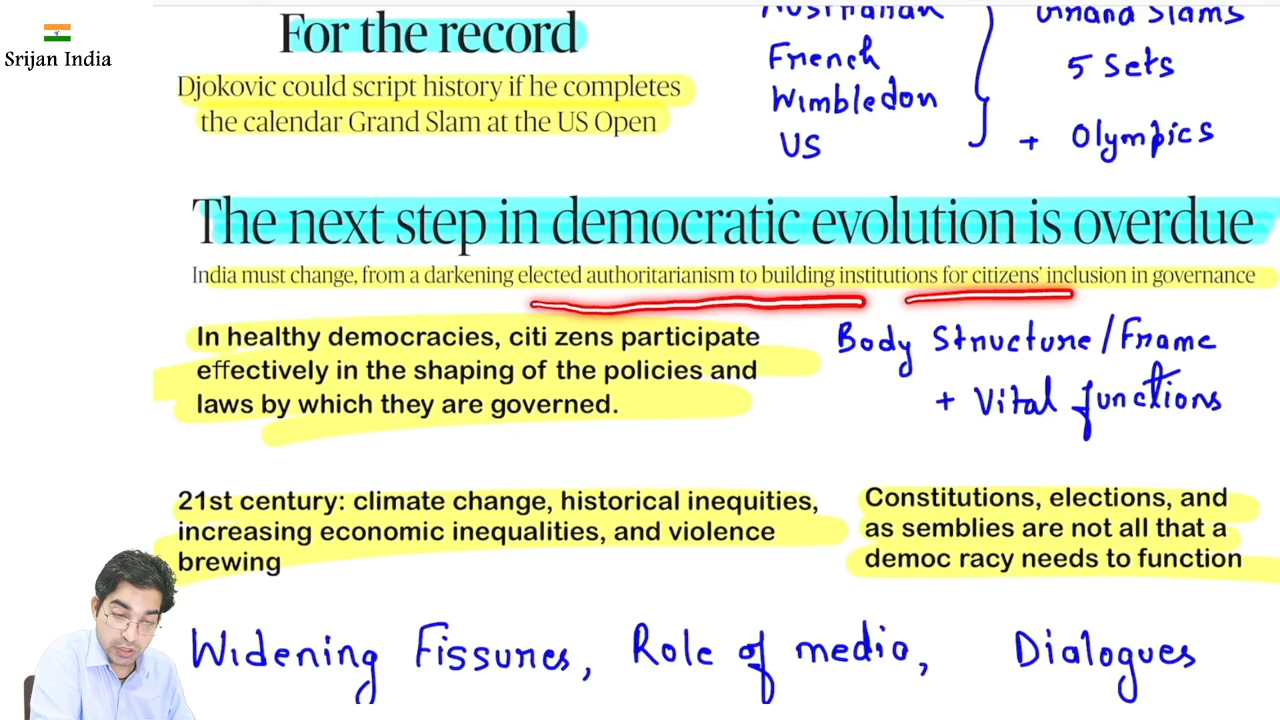 Srijan India
For the record
Djokovic could script history if he completes
the calendar Grand Slam at the US Open
Australian
French
Wimbledon
US
Grand Slams
5 Sets
+ Olympics
The next step in democratic evolution is overdue
India must change, from a darkening elected authoritarianism to building institutions for citizens' inclusion in governance
In healthy democracies, citi zens participate
effectively in the shaping of the policies and
laws by which they are governed.
Body Structure/Frame
+ Vital functions
21st century: climate change, historical inequities,
increasing economic inequalities, and violence
brewing
Constitutions, elections, and
as semblies are not all that a
democ racy needs to function
Widening Fissures, Role of media, Dialogues